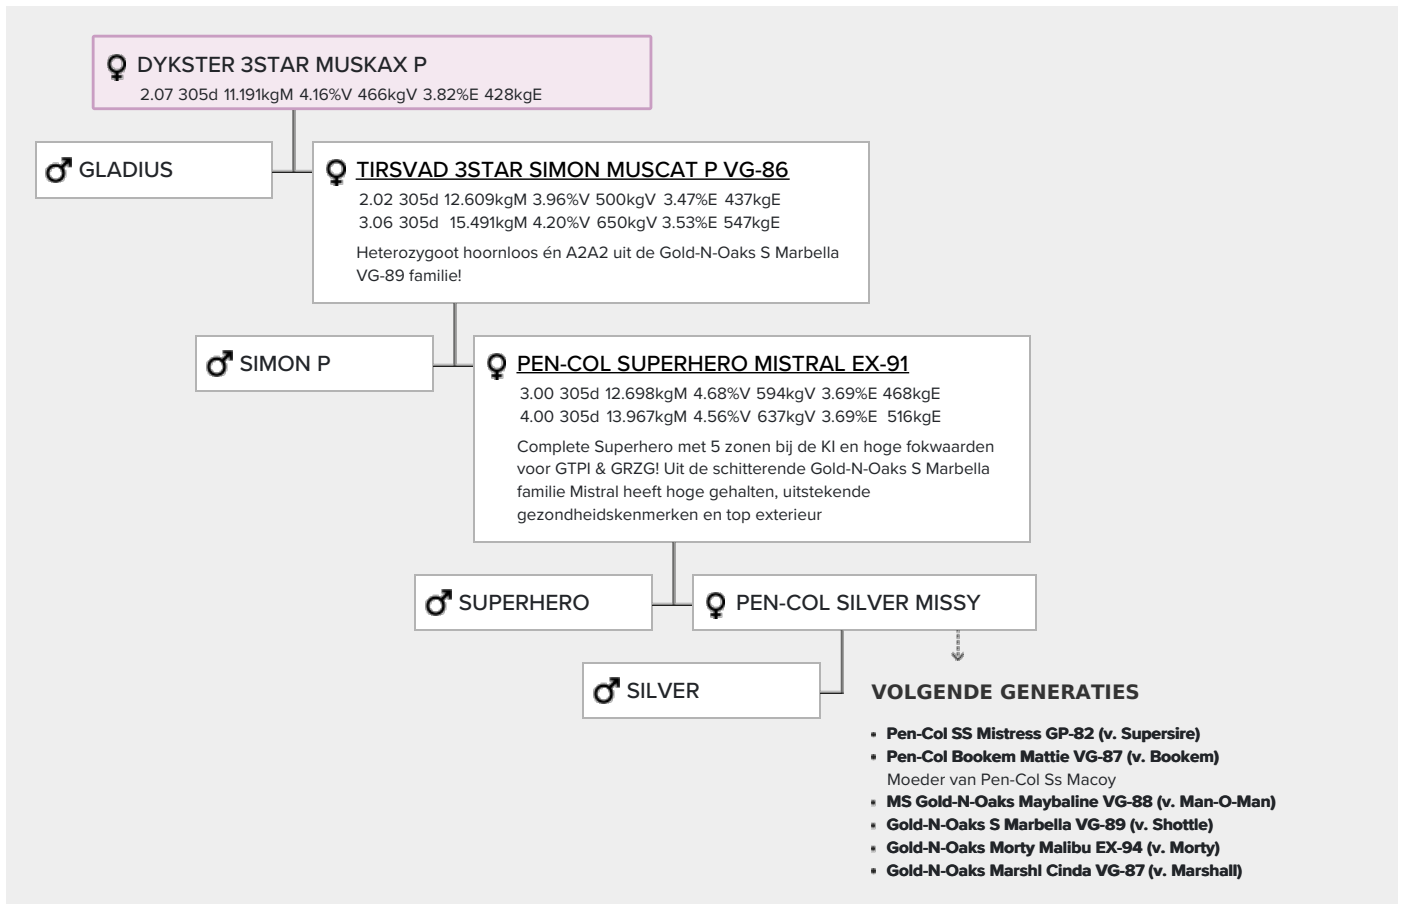 DYKSTER 3STAR MUSKAX P
2.07 305d 11.191kgM 4.16%V 466kgV 3.82%E 428kgE
GLADIUS
TIRSVAD 3STAR SIMON MUSCAT P VG-86
2.02 305d 12.609kgM 3.96%V 500kgV 3.47%E 437kgE
3.06 305d 15.491kgM 4.20%V 650kgV 3.53%E 547kgE
Heterozygoot hoornloos én A2A2 uit de Gold-N-Oaks S Marbella
VG-89 familie!
SIMON P
PEN-COL SUPERHERO MISTRAL EX-91
3.00 305d 12.698kgM 4.68%V 594kgV 3.69%E 468kgE
4.00 305d 13.967kgM 4.56%V 637kgV 3.69%E 516kgE
Complete Superhero met 5 zonen bij de KI en hoge fokwaarden
voor GTPI & GRZG! Uit de schitterende Gold-N-Oaks S Marbella
familie Mistral heeft hoge gehalten, uitstekende
gezondheidskenmerken en top exterieur
SUPERHERO
PEN-COL SILVER MISSY
SILVER
VOLGENDE GENERATIES
• Pen-Col SS Mistress GP-82 (v. Supersire)
• Pen-Col Bookem Mattie VG-87 (v. Bookem)
Moeder van Pen-Col Ss Macoy
• MS Gold-N-Oaks Maybaline VG-88 (v. Man-O-Man)
• Gold-N-Oaks S Marbella VG-89 (v. Shottle)
• Gold-N-Oaks Morty Malibu EX-94 (v. Morty)
• Gold-N-Oaks Marshl Cinda VG-87 (v. Marshall)